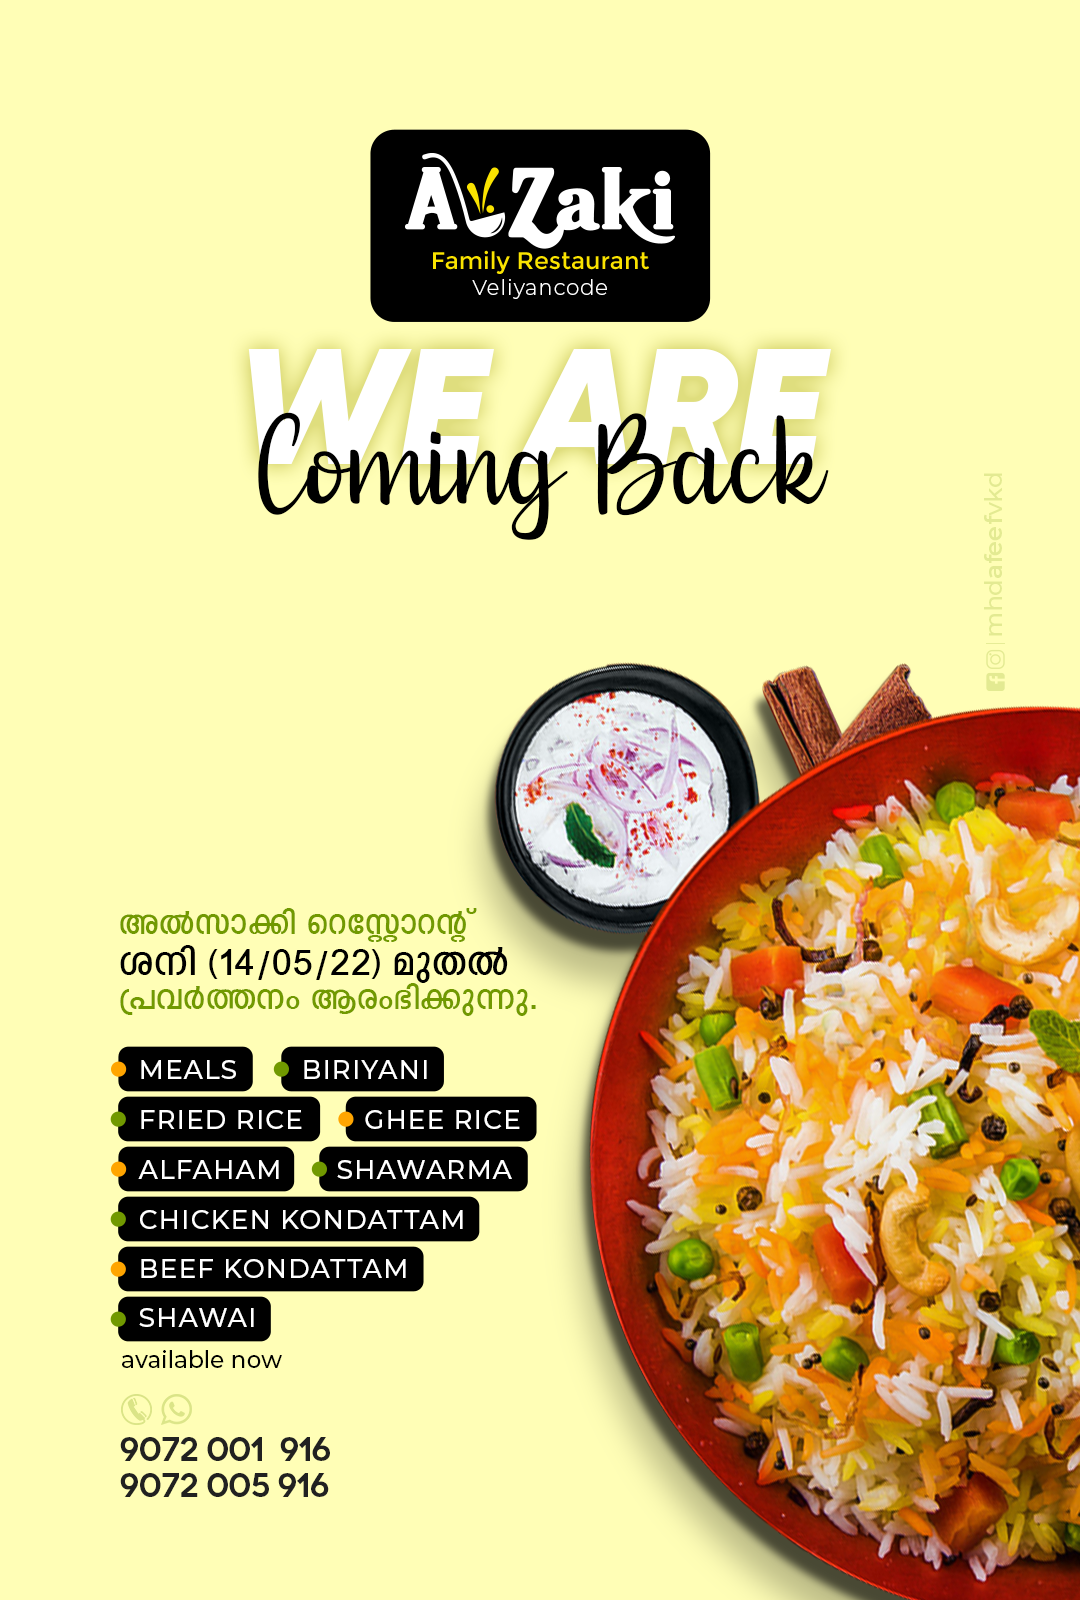 Al Zaki
Family Restaurant
Veliyancode
WE ARE
Coming Back
mhdafeefvkd
അൽസാക്കി റെസ്റ്റോറന്റ്
ശനി (14/05/22) മുതൽ
പ്രവർത്തനം ആരംഭിക്കുന്നു.
MEALS BIRIYANI
FRIED RICE GHEE RICE
ALFAHAM SHAWARMA
CHICKEN KONDATTAM
BEEF KONDATTAM
SHAWAI
available now
9072 001 916
9072 005 916